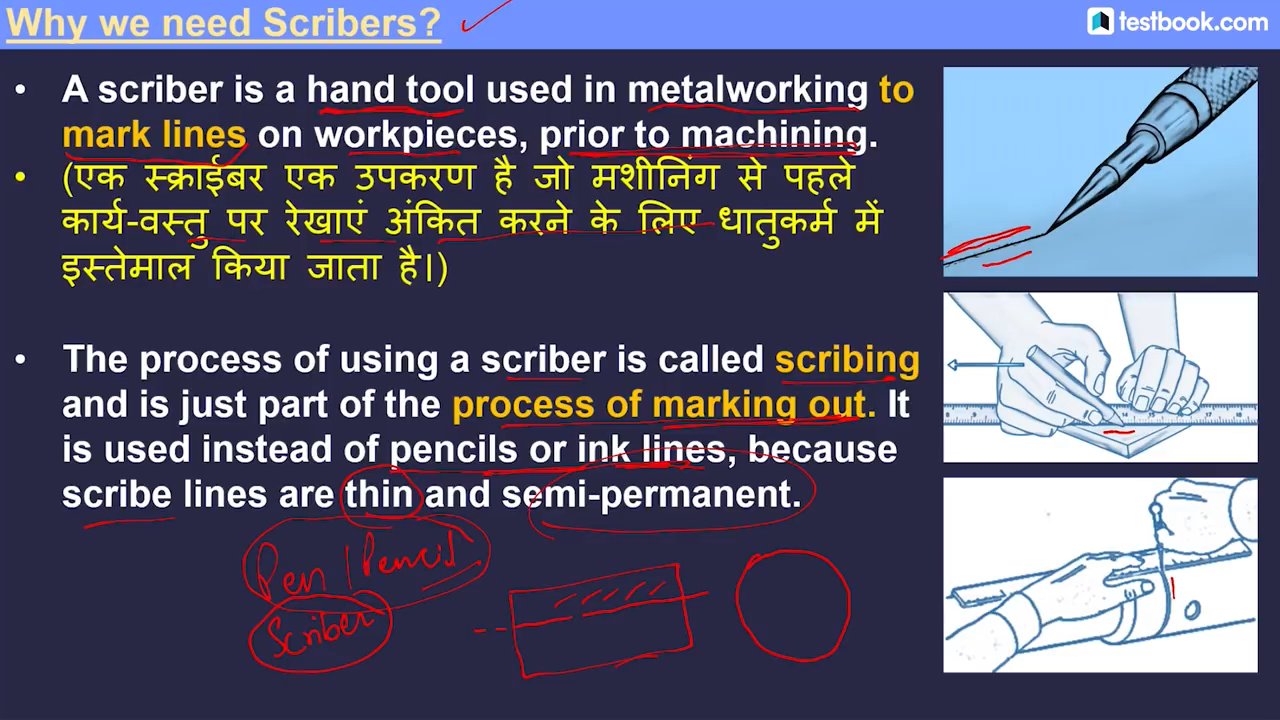 Why we need Scribers?
testbook.com
• A scriber is a hand tool used in metalworking to
mark lines on workpieces, prior to machining.
• (एक स्क्राईबर एक उपकरण है जो मशीनिंग से पहले
कार्य-वस्तु पर रेखाएं अंकित करने के लिए धातुकर्म में
इस्तेमाल किया जाता है।)
• The process of using a scriber is called scribing
and is just part of the process of marking out. It
is used instead of pencils or ink lines, because
scribe lines are thin and semi-permanent.
Pen | Pencil
Scriber